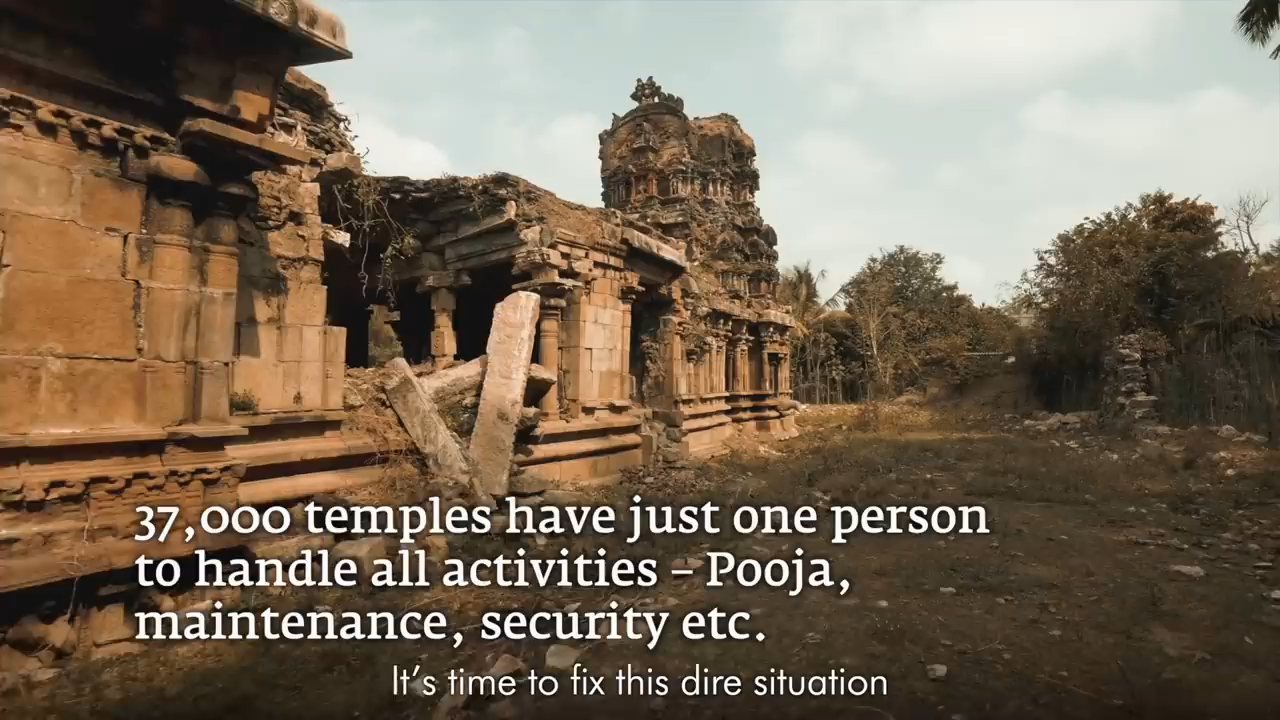 37,000 temples have just one person
to handle all activities – Pooja,
maintenance, security etc.
It's time to fix this dire situation